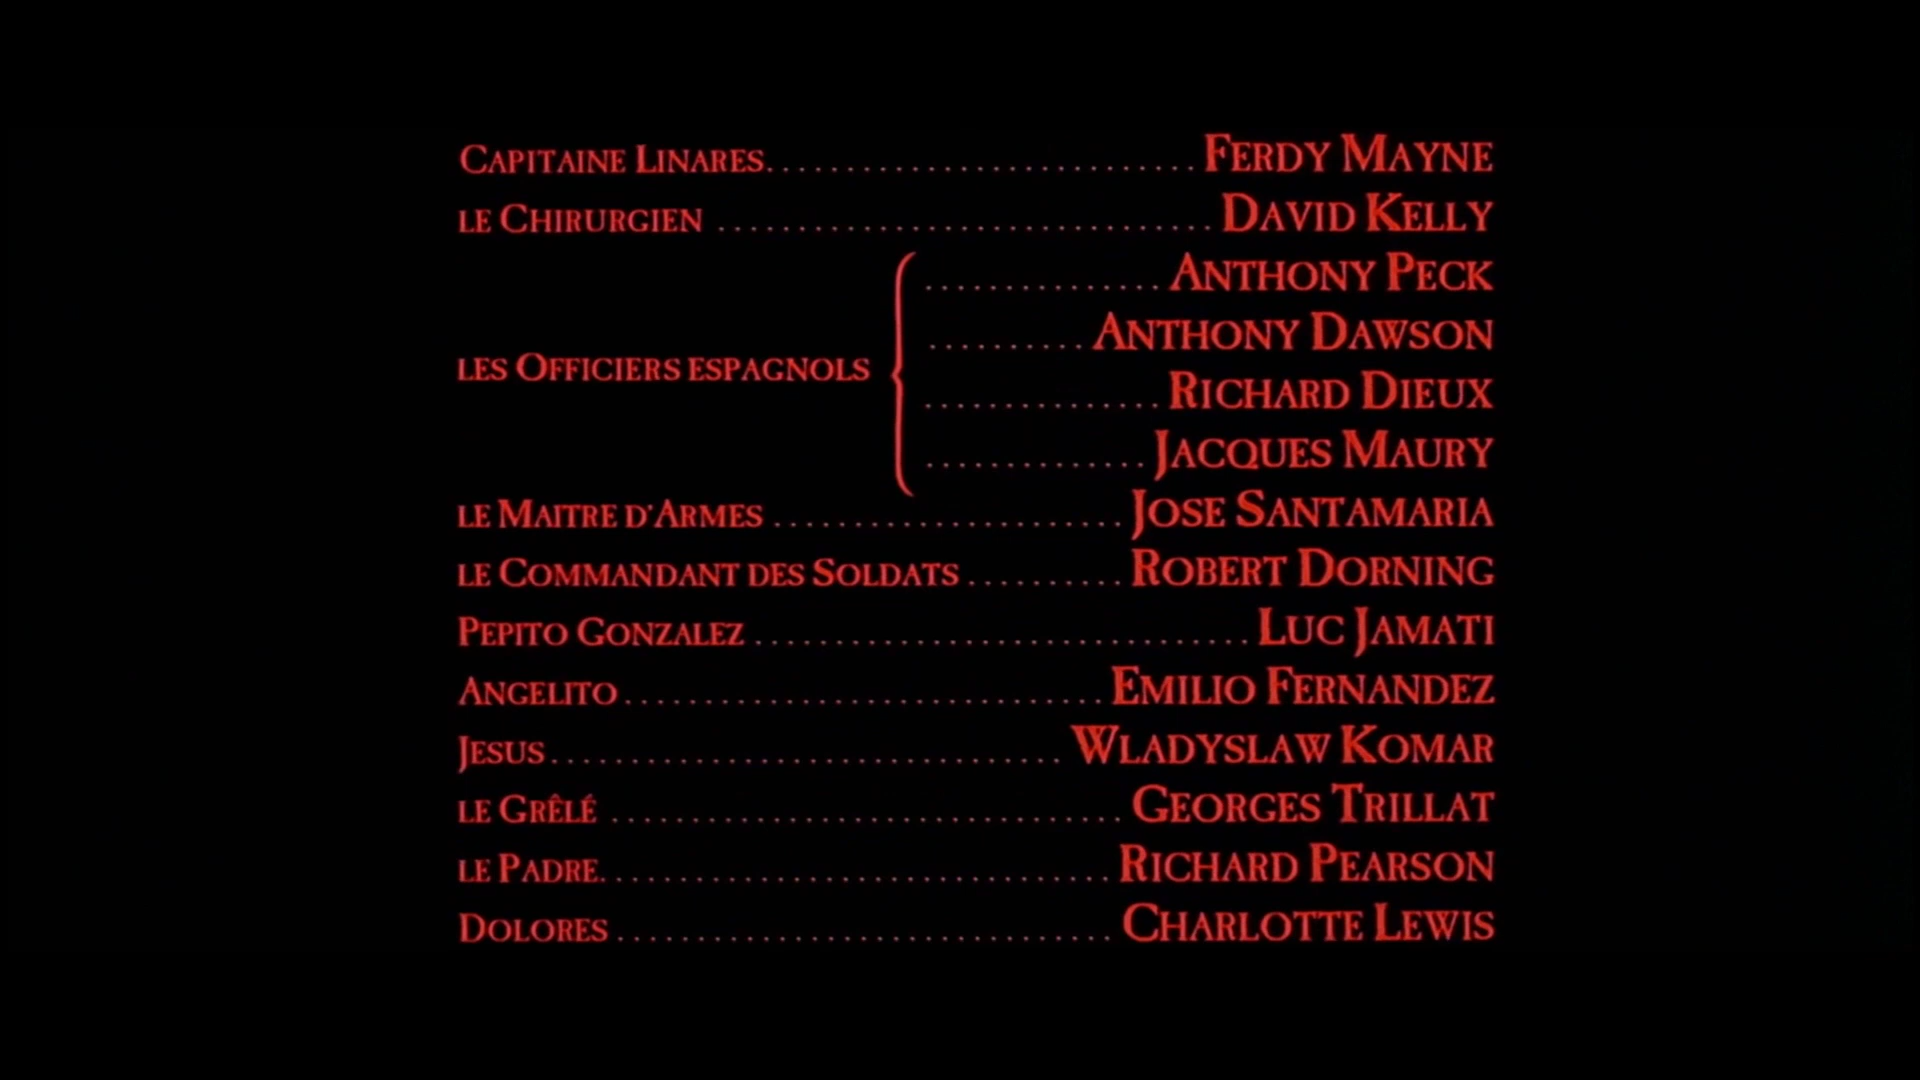 CAPITAINE LINARES........................... FERDY MAYNE
LE CHIRURGIEN ............................... DAVID KELLY
............... ANTHONY PECK
.......... ANTHONY DAWSON
LES OFFICIERS ESPAGNOLS
............... RICHARD DIEUX
.............. JACQUES MAURY
LE MAITRE D'ARMES ...................... JOSE SANTAMARIA
LE COMMANDANT DES SOLDATS .......... ROBERT DORNING
PEPITO GONZALEZ ............................... LUC JAMATI
ANGELITO .............................. EMILIO FERNANDEZ
JESUS ................................ WLADYSLAW KOMAR
LE GRÊLÉ ................................ GEORGES TRILLAT
LE PADRE................................ RICHARD PEARSON
DOLORES ............................... CHARLOTTE LEWIS